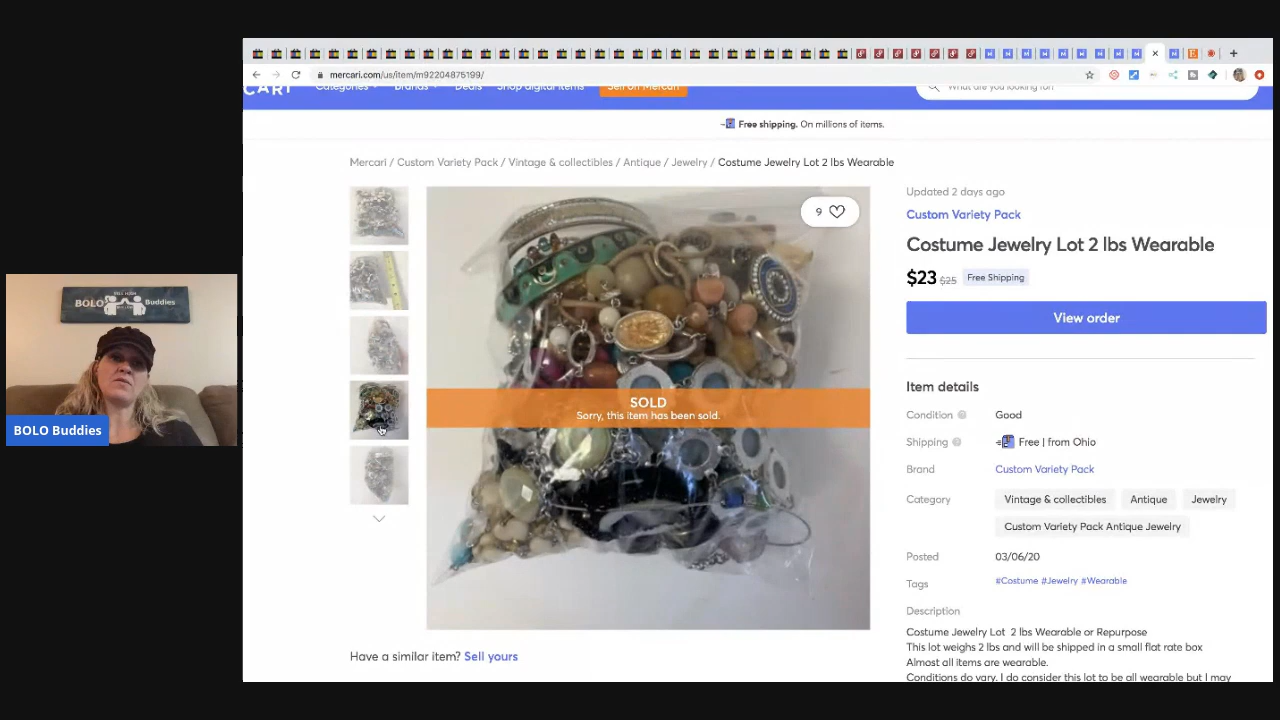 mercari.com/us/item/m92204875199/
CARI
Categories
Brands
Deals
Shop digital items
Sell on Mercari
What are you looking for?
Free shipping. On millions of items.
Mercari / Custom Variety Pack / Vintage & collectibles / Antique / Jewelry / Costume Jewelry Lot 2 lbs Wearable
9
SOLD
Sorry, this item has been sold.
Have a similar item? Sell yours
Updated 2 days ago
Custom Variety Pack
Costume Jewelry Lot 2 lbs Wearable
$23 $25 Free Shipping
View order
Item details
Condition Good
Shipping Free | from Ohio
Brand Custom Variety Pack
Category Vintage & collectibles Antique Jewelry
Custom Variety Pack Antique Jewelry
Posted 03/06/20
Tags #Costume #Jewelry #Wearable
Description
Costume Jewelry Lot 2 lbs Wearable or Repurpose
This lot weighs 2 lbs and will be shipped in a small flat rate box
Almost all items are wearable.
Conditions do vary. I do consider this lot to be all wearable but I may
BOLO Buddies
BOLO Buddies